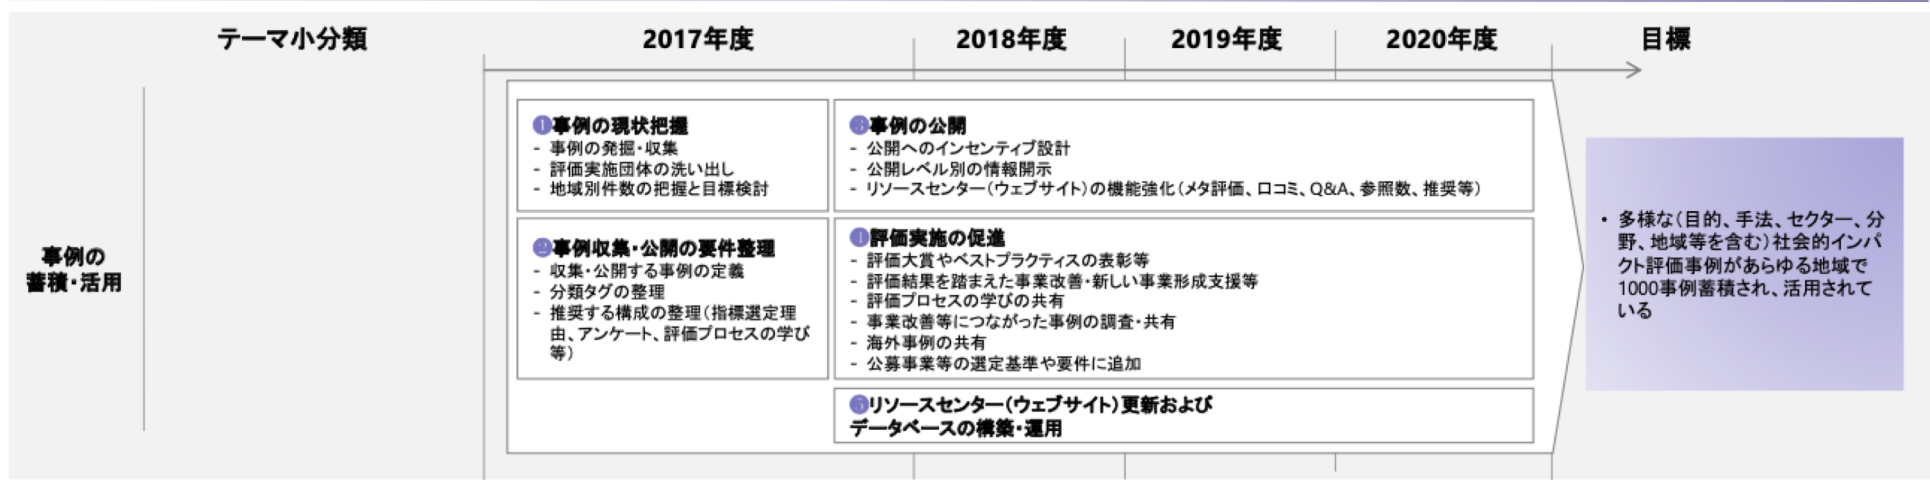 テーマ小分類
2017年度
2018年度
2019年度
2020年度
目標
事例の
蓄積・活用
❶事例の現状把握
- 事例の発掘・収集
- 評価実施団体の洗い出し
- 地域別件数の把握と目標検討
❷事例収集・公開の要件整理
- 収集・公開する事例の定義
- 分類タグの整理
- 推奨する構成の整理(指標選定理
由、アンケート、評価プロセスの学び
等)
❸事例の公開
- 公開へのインセンティブ設計
- 公開レベル別の情報開示
- リソースセンター(ウェブサイト)の機能強化(メタ評価、口コミ、Q&A、参照数、推奨等)
評価実施の促進
- 評価大賞やベストプラクティスの表彰等
- 評価結果を踏まえた事業改善・新しい事業形成支援等
- 評価プロセスの学びの共有
- 事業改善等につながった事例の調査・共有
- 海外事例の共有
- 公募事業等の選定基準や要件に追加
❺リソースセンター(ウェブサイト)更新および
データベースの構築・運用
• 多様な(目的、手法、セクター、分
野、地域等を含む)社会的インパ
クト評価事例があらゆる地域で
1000事例蓄積され、活用されて
いる